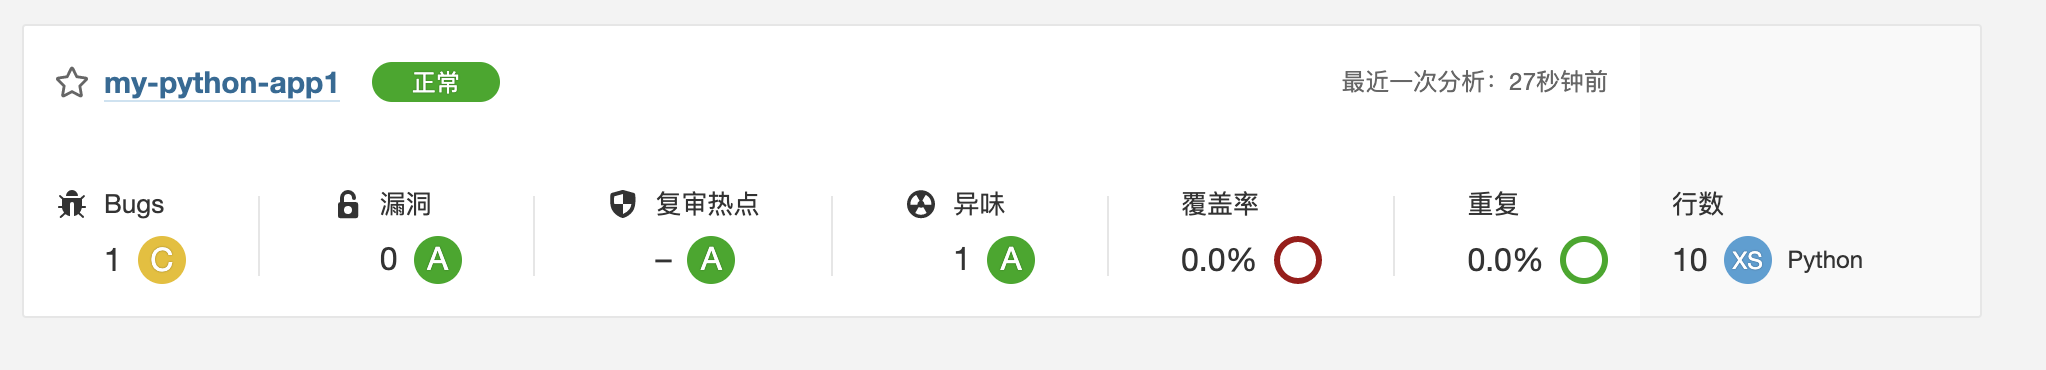 my-python-app1 正常 最近一次分析：27秒钟前
Bugs 漏洞 复审热点 异味 覆盖率 重复 行数
1 C 0 A – A 1 A 0.0% 0.0% 10 XS Python